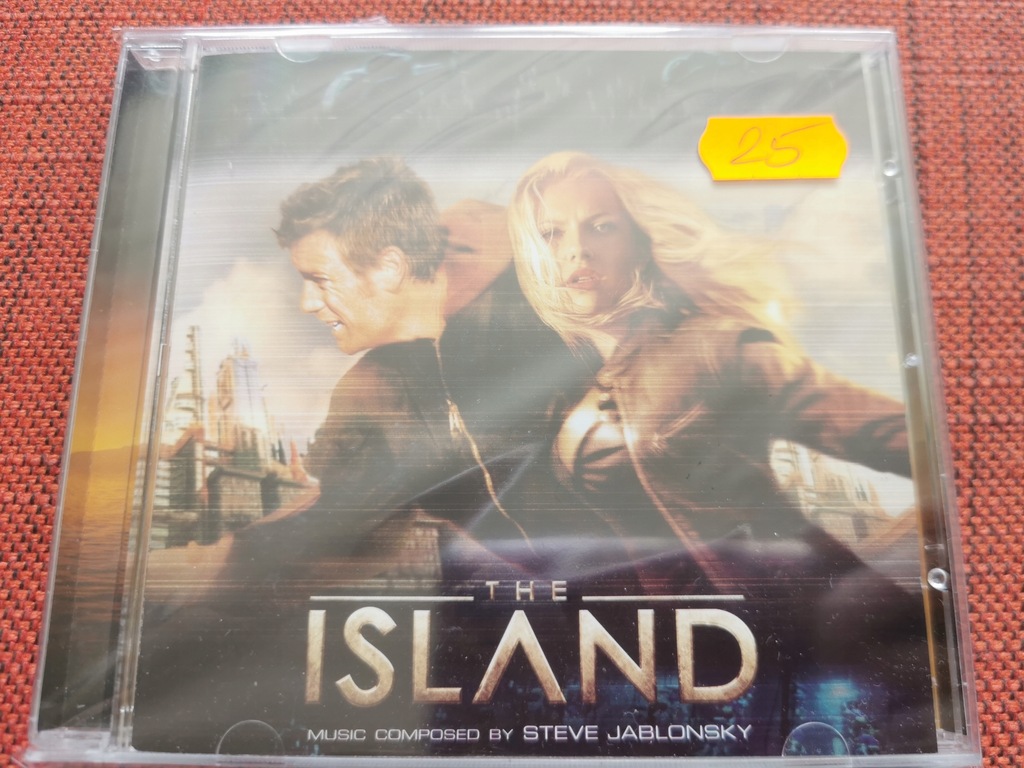 25
THE
ISLAND
MUSIC COMPOSED BY STEVE JABLONSKY